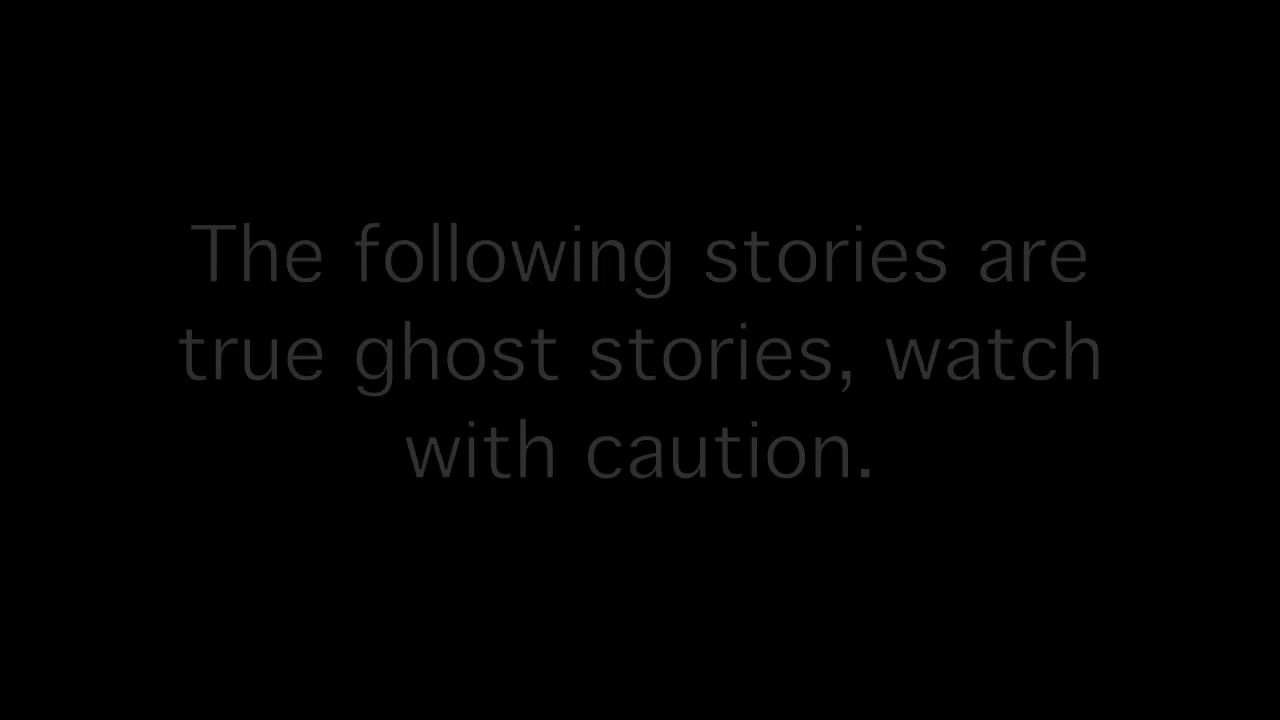 The following stories are
true ghost stories, watch
with caution.